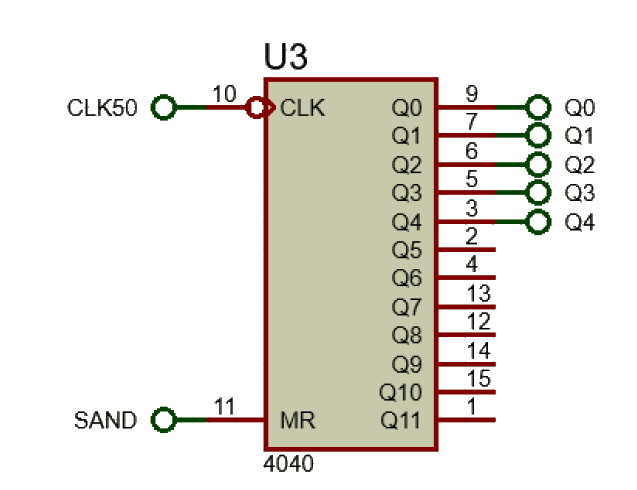 U3
CLK50 10 CLK Q0 9 Q0
Q1 7 Q1
Q2 6 Q2
Q3 5 Q3
Q4 3 Q4
Q5 2
Q6 4
Q7 13
Q8 12
Q9 14
Q10 15
SAND 11 MR Q11 1
4040